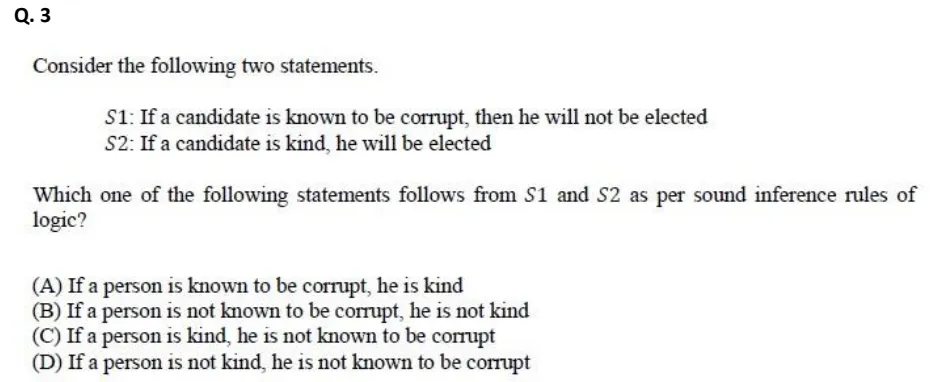 Q. 3
Consider the following two statements.
S1: If a candidate is known to be corrupt, then he will not be elected
S2: If a candidate is kind, he will be elected
Which one of the following statements follows from S1 and S2 as per sound inference rules of
logic?
(A) If a person is known to be corrupt, he is kind
(B) If a person is not known to be corrupt, he is not kind
(C) If a person is kind, he is not known to be corrupt
(D) If a person is not kind, he is not known to be corrupt